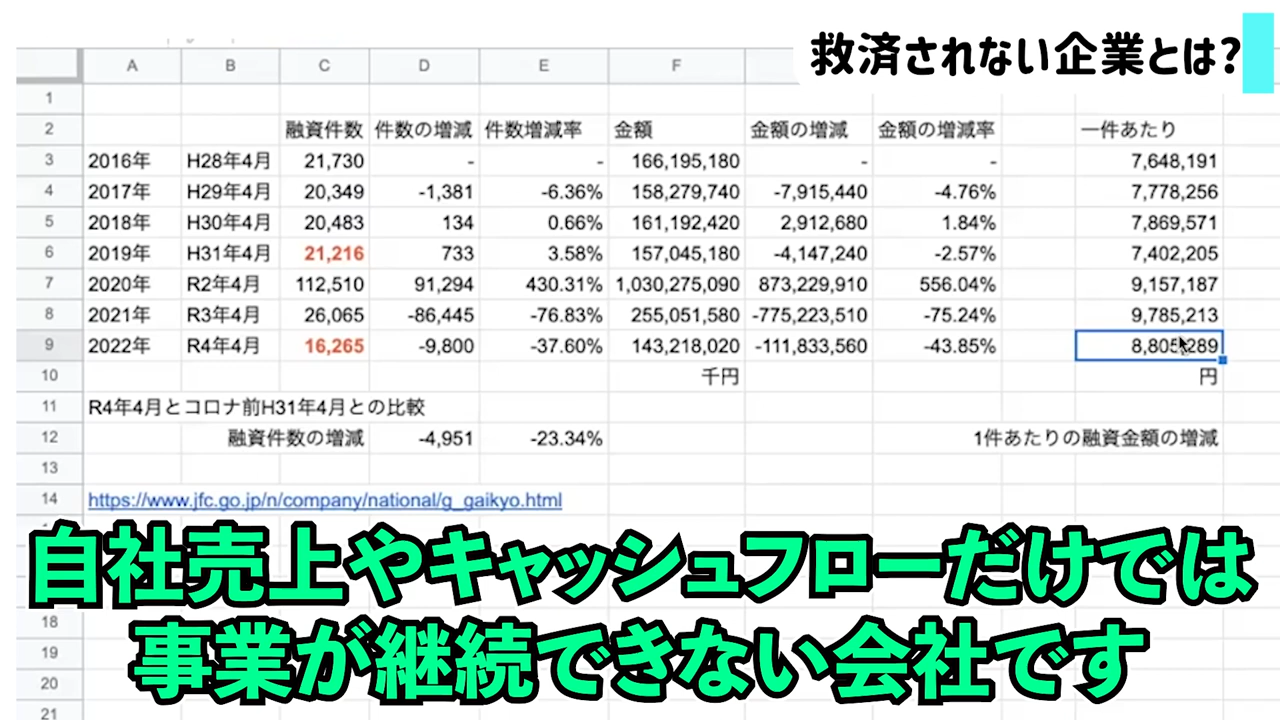 救済されない企業とは?
A B C D E F
1
2 融資件数 件数の増減 件数増減率 金額 金額の増減 金額の増減率 一件あたり
3 2016年 H28年4月 21,730 - - 166,195,180 - - 7,648,191
4 2017年 H29年4月 20,349 -1,381 -6.36% 158,279,740 -7,915,440 -4.76% 7,778,256
5 2018年 H30年4月 20,483 134 0.66% 161,192,420 2,912,680 1.84% 7,869,571
6 2019年 H31年4月 21,216 733 3.58% 157,045,180 -4,147,240 -2.57% 7,402,205
7 2020年 R2年4月 112,510 91,294 430.31% 1,030,275,090 873,229,910 556.04% 9,157,187
8 2021年 R3年4月 26,065 -86,445 -76.83% 255,051,580 -775,223,510 -75.24% 9,785,213
9 2022年 R4年4月 16,265 -9,800 -37.60% 143,218,020 -111,833,560 -43.85% 8,805,289
10 千円 円
11 R4年4月とコロナ前H31年4月との比較
12 融資件数の増減 -4,951 -23.34% 1件あたりの融資金額の増減
13
14 https://www.jfc.go.jp/n/company/national/g_gaikyo.html
自社売上やキャッシュフローだけでは
事業が継続できない会社です
18
19
20
21